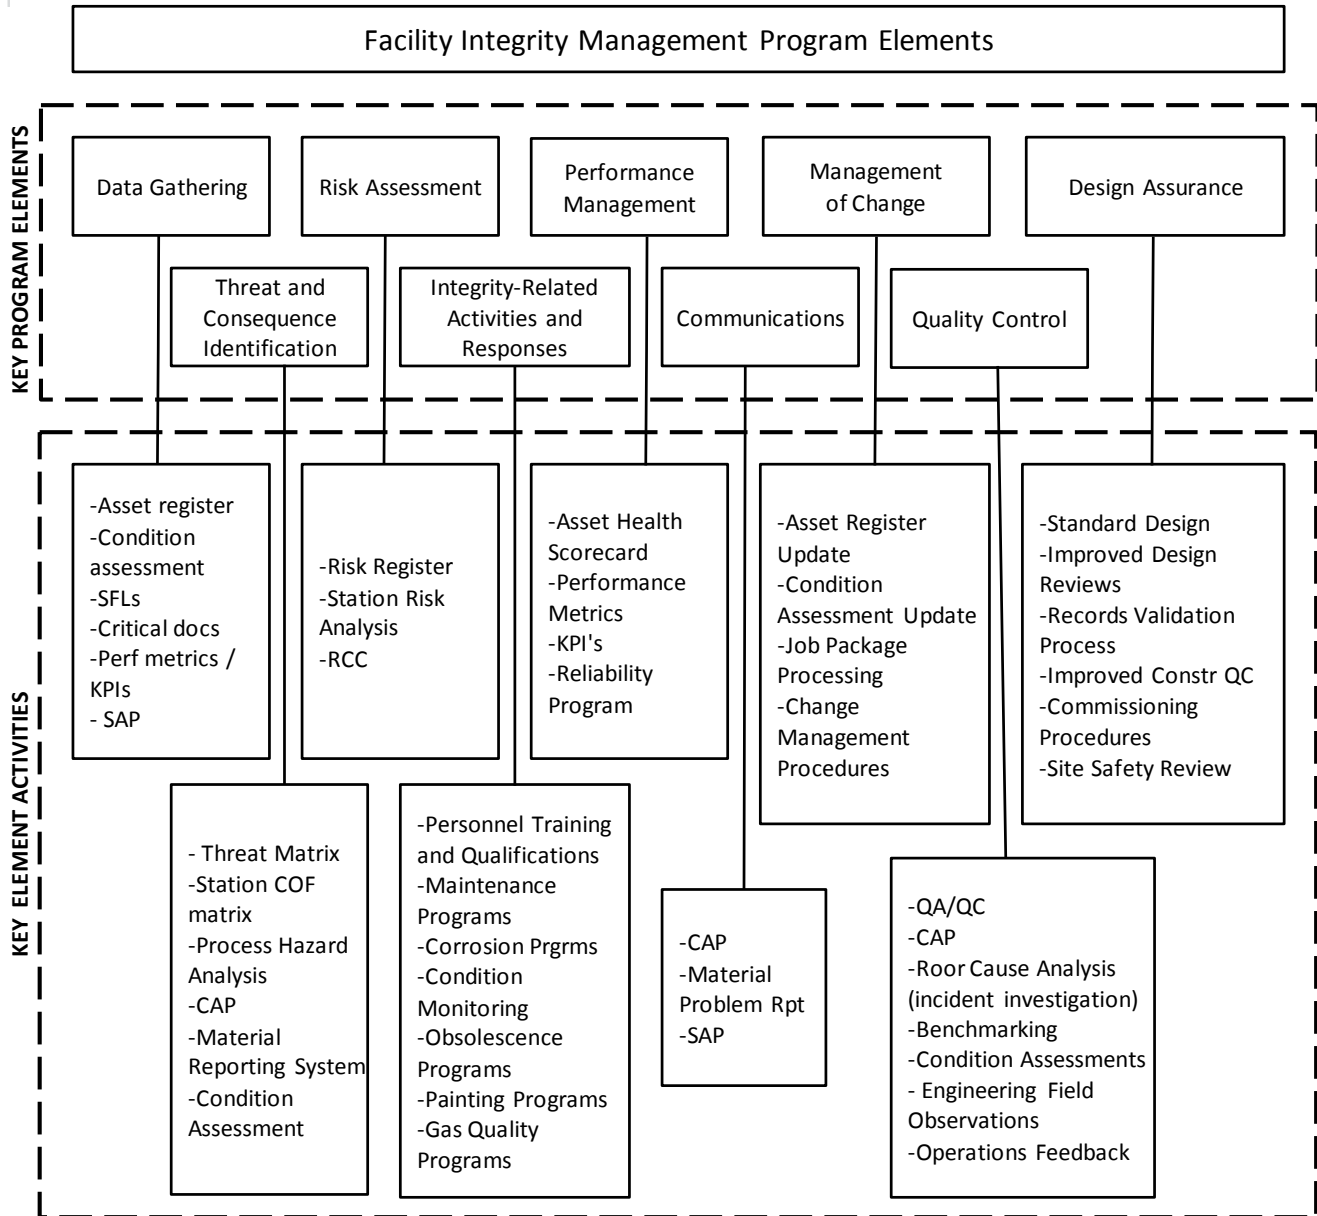 Facility Integrity Management Program Elements
KEY PROGRAM ELEMENTS
Data Gathering
Risk Assessment
Performance
Management
Management
of Change
Design Assurance
Threat and
Consequence
Identification
Integrity-Related
Activities and
Responses
Communications
Quality Control
KEY ELEMENT ACTIVITIES
-Asset register
-Condition
assessment
-SFLs
-Critical docs
-Perf metrics /
KPIs
- SAP
-Risk Register
-Station Risk
Analysis
-RCC
-Asset Health
Scorecard
-Performance
Metrics
-KPI's
-Reliability
Program
-Asset Register
Update
-Condition
Assessment Update
-Job Package
Processing
-Change
Management
Procedures
-Standard Design
-Improved Design
Reviews
-Records Validation
Process
-Improved Constr QC
-Commissioning
Procedures
-Site Safety Review
- Threat Matrix
-Station COF
matrix
-Process Hazard
Analysis
-CAP
-Material
Reporting System
-Condition
Assessment
-Personnel Training
and Qualifications
-Maintenance
Programs
-Corrosion Prgrms
-Condition
Monitoring
-Obsolescence
Programs
-Painting Programs
-Gas Quality
Programs
-CAP
-Material
Problem Rpt
-SAP
-QA/QC
-CAP
-Roor Cause Analysis
(incident investigation)
-Benchmarking
-Condition Assessments
- Engineering Field
Observations
-Operations Feedback